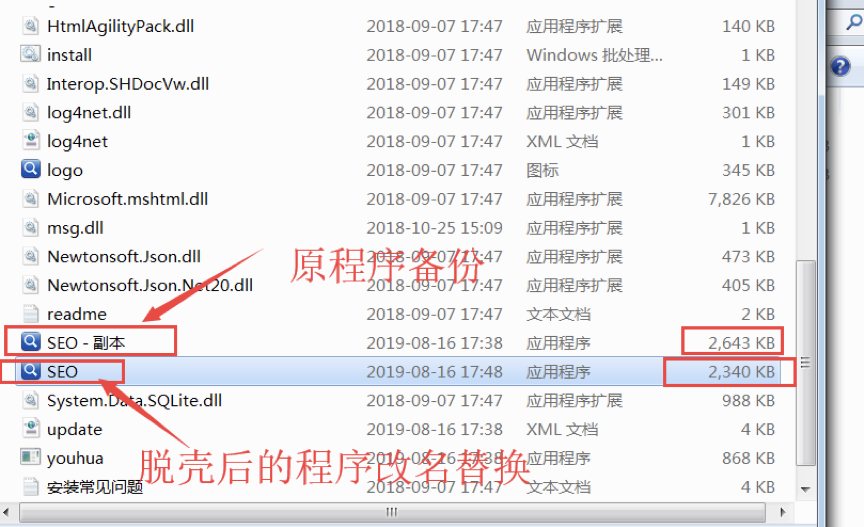 HtmlAgilityPack.dll 2018-09-07 17:47 应用程序扩展 140 KB
install 2018-09-07 17:47 Windows 批处理... 1 KB
Interop.SHDocVw.dll 2018-09-07 17:47 应用程序扩展 149 KB
log4net.dll 2018-09-07 17:47 应用程序扩展 301 KB
log4net 2018-09-07 17:47 XML 文档 1 KB
logo 2018-09-07 17:47 图标 345 KB
Microsoft.mshtml.dll 2018-09-07 17:47 应用程序扩展 7,826 KB
msg.dll 2018-10-25 15:09 应用程序扩展 1 KB
Newtonsoft.Json.dll 2018-09-07 17:47 应用程序扩展 473 KB
原程序备份
Newtonsoft.Json.Net20.dll 2018-09-07 17:47 应用程序扩展 405 KB
readme 2018-09-07 17:47 文本文档 2 KB
SEO - 副本 2019-08-16 17:38 应用程序 2,643 KB
SEO 2019-08-16 17:48 应用程序 2,340 KB
System.Data.SQLite.dll 2018-09-07 17:47 应用程序扩展 988 KB
update 2019-08-16 17:38 XML 文档 4 KB
youhua 2019-08-16 17:38 应用程序 868 KB
脱壳后的程序改名替换
安装常见问题 2018-09-07 17:47 文本文档 4 KB